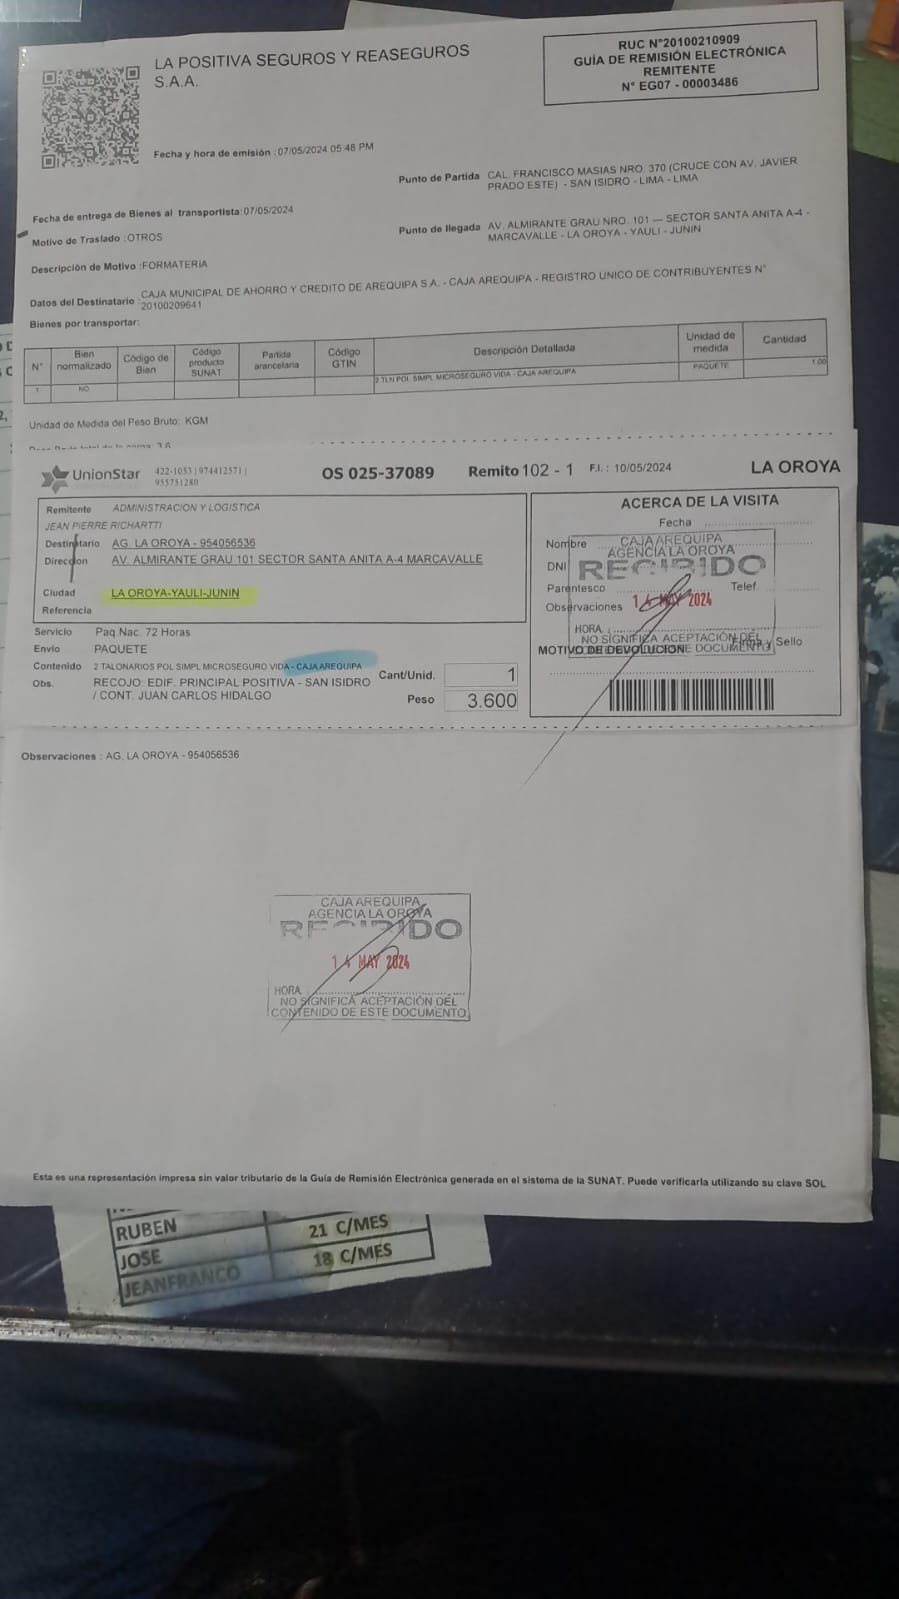 LA POSITIVA SEGUROS Y REASEGUROS
S.A.A.
RUC N°20100210909
GUÍA DE REMISIÓN ELECTRÓNICA
REMITENTE
N° EG07 - 00003486
Fecha y hora de emisión :07/05/2024 05:48 PM
Punto de Partida CAL. FRANCISCO MASIAS NRO. 370 (CRUCE CON AV. JAVIER
PRADO ESTE) - SAN ISIDRO - LIMA - LIMA
Fecha de entrega de Bienes al transportista:07/05/2024
Motivo de Traslado :OTROS
Punto de llegada AV. ALMIRANTE GRAU NRO. 101 — SECTOR SANTA ANITA A-4 -
MARCAVALLE - LA OROYA - YAULI - JUNIN
Descripción de Motivo :FORMATERIA
Datos del Destinatario : CAJA MUNICIPAL DE AHORRO Y CREDITO DE AREQUIPA S.A. - CAJA AREQUIPA - REGISTRO UNICO DE CONTRIBUYENTES N°
20100209641
Bienes por transportar:
N° Bien normalizado Código de Bien Código producto SUNAT Partida arancelaria Código GTIN Descripción Detallada Unidad de medida Cantidad
1 NO 2 TLN POL SIMPL MICROSEGURO VIDA - CAJA AREQUIPA PAQUETE 1.00
Unidad de Medida del Peso Bruto: KGM
UnionStar 422-1053 | 974412571 |
955751280
OS 025-37089 Remito 102 - 1 F.I. : 10/05/2024 LA OROYA
Remitente ADMINISTRACION Y LOGISTICA
JEAN PIERRE RICHARTTI
Destinatario AG. LA OROYA - 954056536
Direccion AV. ALMIRANTE GRAU 101 SECTOR SANTA ANITA A-4 MARCAVALLE
Ciudad LA OROYA-YAULI-JUNIN
Referencia
Servicio Paq Nac. 72 Horas
Envio PAQUETE
Contenido 2 TALONARIOS POL SIMPL MICROSEGURO VIDA - CAJA AREQUIPA
Obs. RECOJO: EDIF. PRINCIPAL POSITIVA - SAN ISIDRO
/ CONT. JUAN CARLOS HIDALGO
Cant/Unid. 1
Peso 3.600
ACERCA DE LA VISITA
Fecha
Nombre
DNI
Parentesco Telef.
Observaciones
Firma y Sello
MOTIVO DE DEVOLUCION
CAJA AREQUIPA
AGENCIA LA OROYA
RECIBIDO
14 MAY 2024
HORA
NO SIGNIFICA ACEPTACIÓN DEL
DOCUMENTO
Observaciones : AG. LA OROYA - 954056536
CAJA AREQUIPA
AGENCIA LA OROYA
RECIBIDO
14 MAY 2024
HORA
NO SIGNIFICA ACEPTACIÓN DEL
CONTENIDO DE ESTE DOCUMENTO
Esta es una representación impresa sin valor tributario de la Guía de Remisión Electrónica generada en el sistema de la SUNAT. Puede verificarla utilizando su clave SOL
RUBEN 21 C/MES
JOSE 18 C/MES
JEANFRANCO